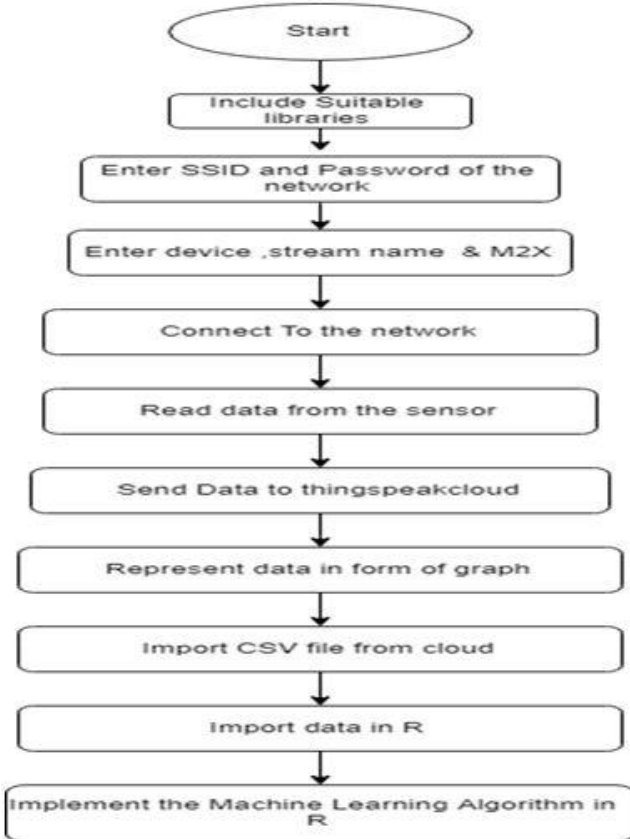 Start
Include Suitable
libraries
Enter SSID and Password of the
network
Enter device ,stream name & M2X
Connect To the network
Read data from the sensor
Send Data to thingspeakcloud
Represent data in form of graph
Import CSV file from cloud
Import data in R
Implement the Machine Learning Algorithm in
R